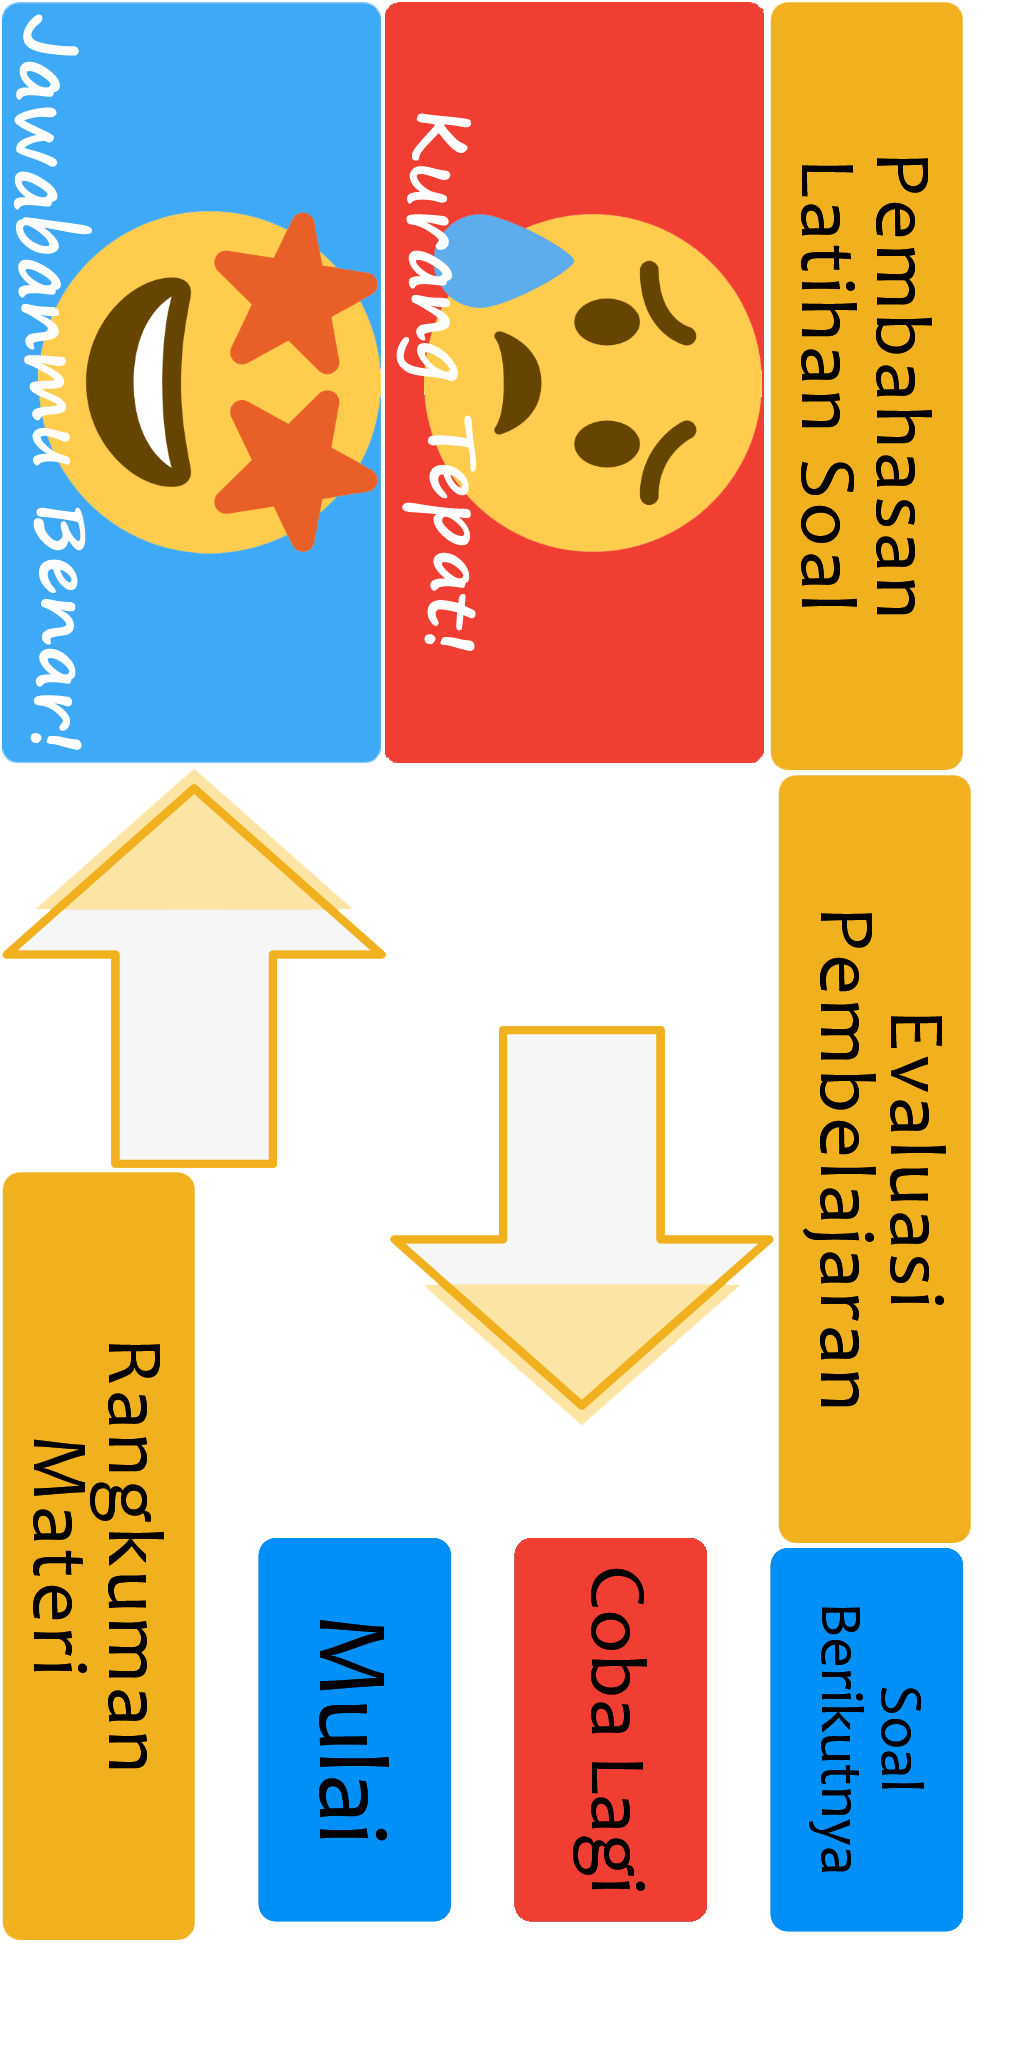 Pembahasan
Latihan Soal
Evaluasi
Pembelajaran
Soal
Berikutnya
Kurang Tepat!
Coba Lagi
Jawabanmu Benar!
Mulai
Rangkuman
Materi